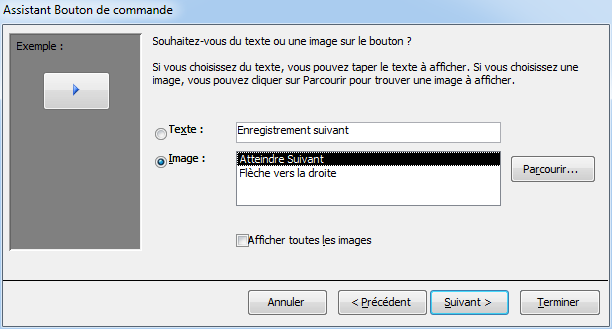 Assistant Bouton de commande
Exemple :
Souhaitez-vous du texte ou une image sur le bouton ?
Si vous choisissez du texte, vous pouvez taper le texte à afficher. Si vous choisissez une
image, vous pouvez cliquer sur Parcourir pour trouver une image à afficher.
Texte :
Enregistrement suivant
Image :
Atteindre Suivant
Flèche vers la droite
Parcourir...
Afficher toutes les images
Annuler
< Précédent
Suivant >
Terminer